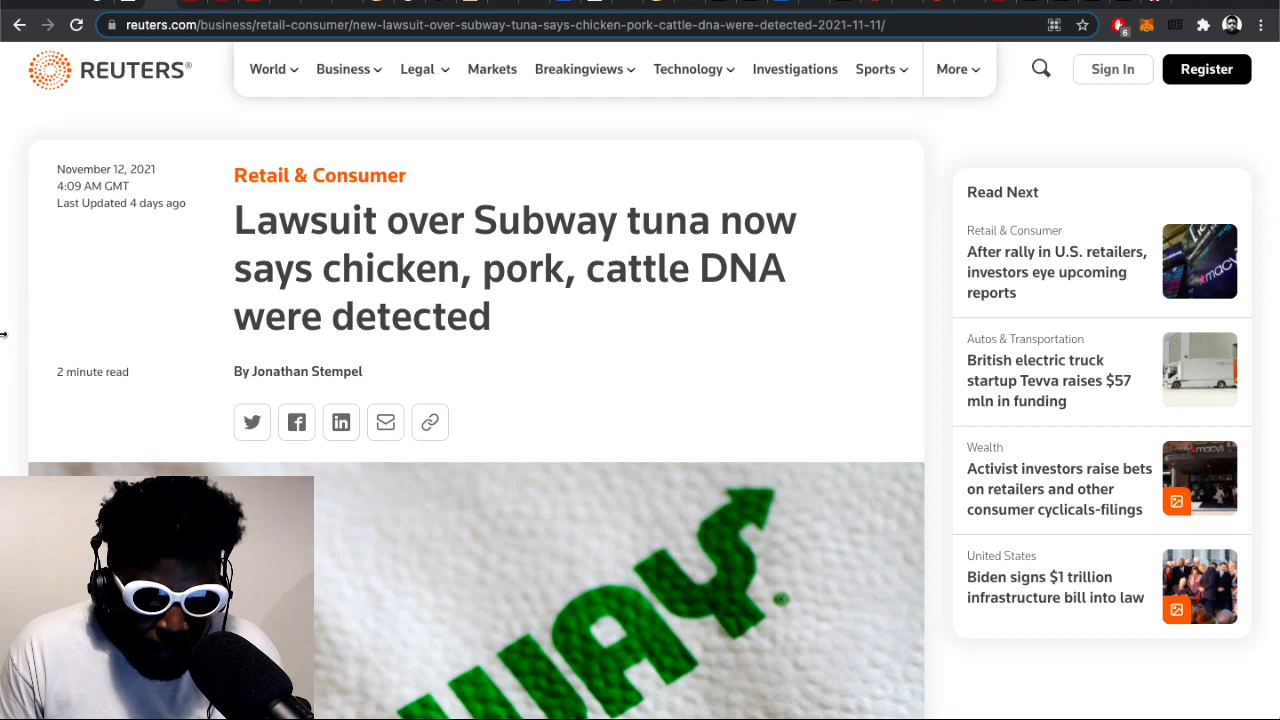 reuters.com/business/retail-consumer/new-lawsuit-over-subway-tuna-says-chicken-pork-cattle-dna-were-detected-2021-11-11/
6
REUTERS®
World
Business
Legal
Markets
Breakingviews
Technology
Investigations
Sports
More
Sign In
Register
November 12, 2021
4:09 AM GMT
Last Updated 4 days ago
Retail & Consumer
Lawsuit over Subway tuna now
says chicken, pork, cattle DNA
were detected
2 minute read
By Jonathan Stempel
WAY
Read Next
Retail & Consumer
After rally in U.S. retailers,
investors eye upcoming
reports
macy
Autos & Transportation
British electric truck
startup Tevva raises $57
mln in funding
Wealth
Activist investors raise bets
on retailers and other
consumer cyclicals-filings
macy's
United States
Biden signs $1 trillion
infrastructure bill into law